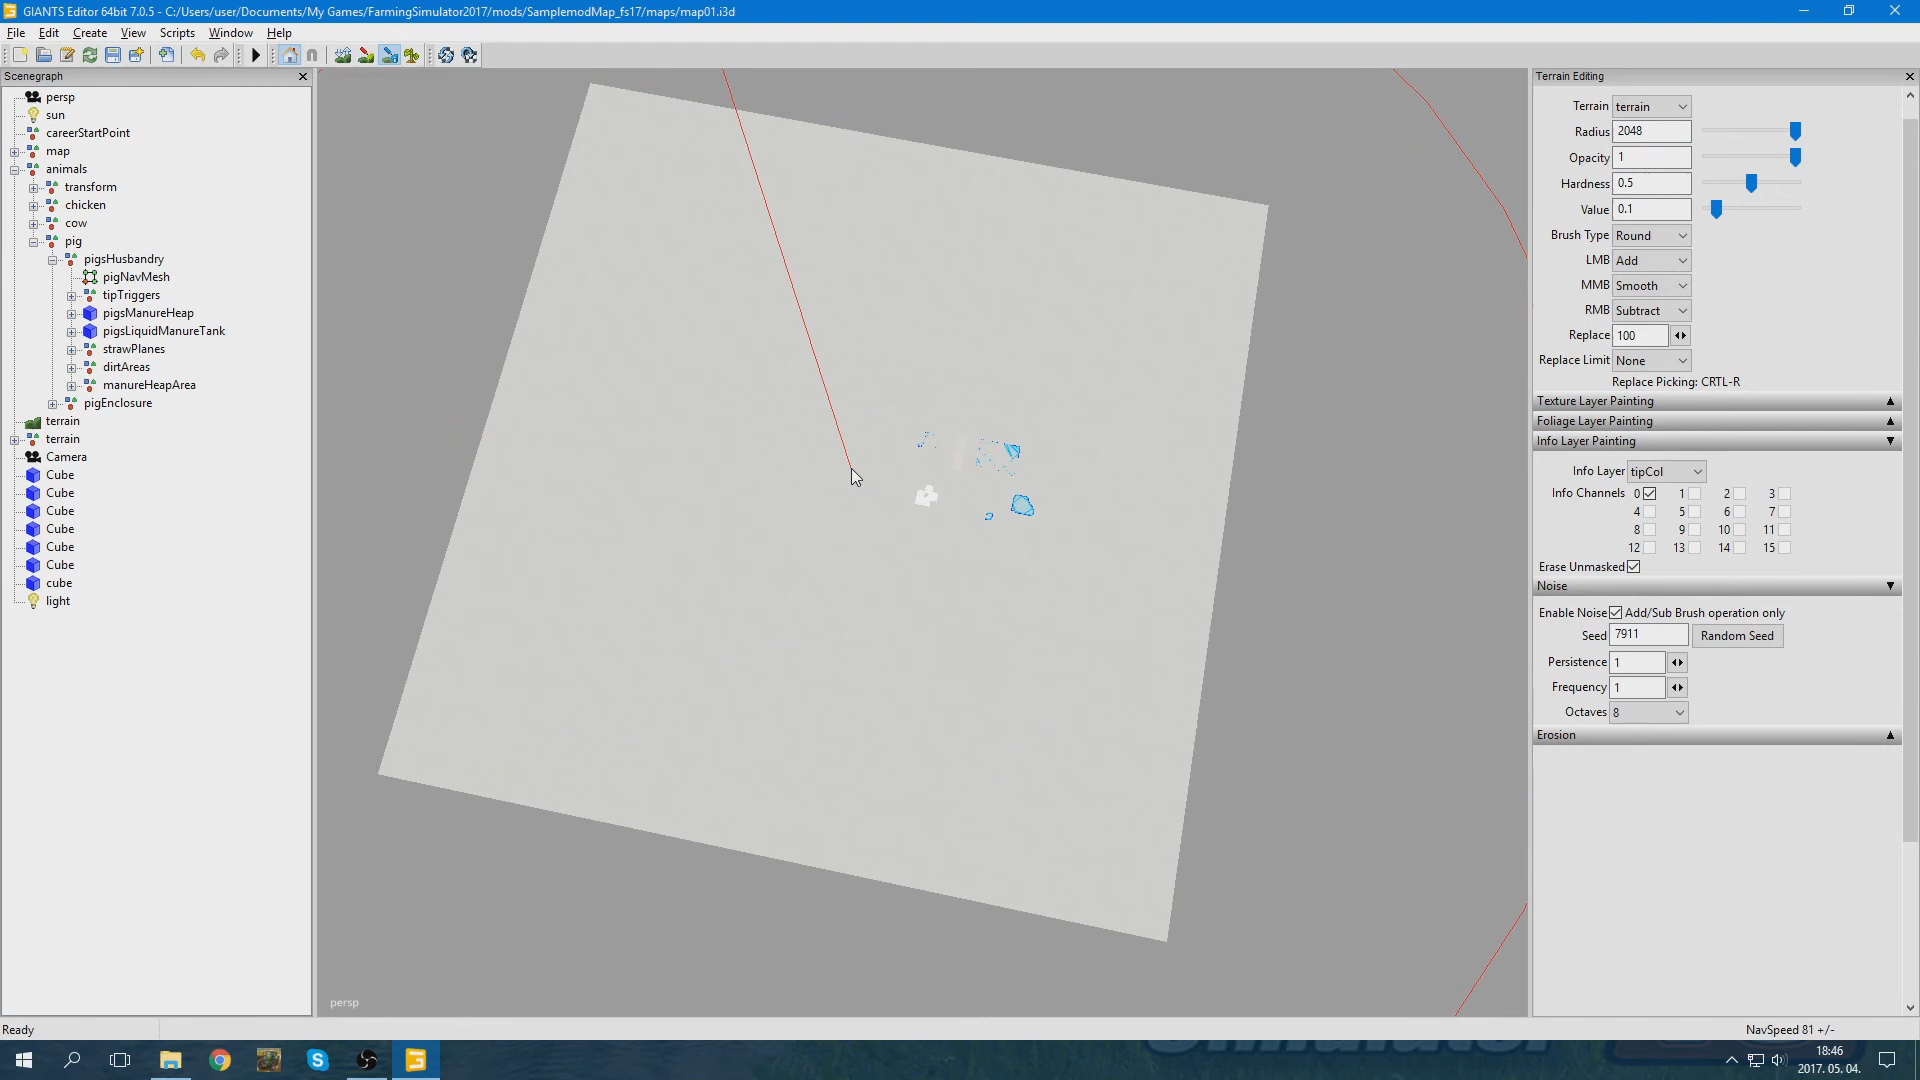 GIANTS Editor 64bit 7.0.5 - C:/Users/user/Documents/My Games/FarmingSimulator2017/mods/SamplemodMap_fs17/maps/map01.i3d
File Edit Create View Scripts Window Help
Scenegraph
persp
sun
careerStartPoint
map
animals
transform
chicken
cow
pig
pigsHusbandry
pigNavMesh
tipTriggers
pigsManureHeap
pigsLiquidManureTank
strawPlanes
dirtAreas
manureHeapArea
pigEnclosure
terrain
terrain
Camera
Cube
Cube
Cube
Cube
Cube
Cube
cube
light
persp
Terrain Editing
Terrain terrain
Radius 2048
Opacity 1
Hardness 0.5
Value 0.1
Brush Type Round
LMB Add
MMB Smooth
RMB Subtract
Replace 100
Replace Limit None
Replace Picking: CRTL-R
Texture Layer Painting
Foliage Layer Painting
Info Layer Painting
Info Layer tipCol
Info Channels 0 1 2 3
4 5 6 7
8 9 10 11
12 13 14 15
Erase Unmasked
Noise
Enable Noise Add/Sub Brush operation only
Seed 7911 Random Seed
Persistence 1
Frequency 1
Octaves 8
Erosion
Ready
NavSpeed 81 +/-
18:46
2017. 05. 04.